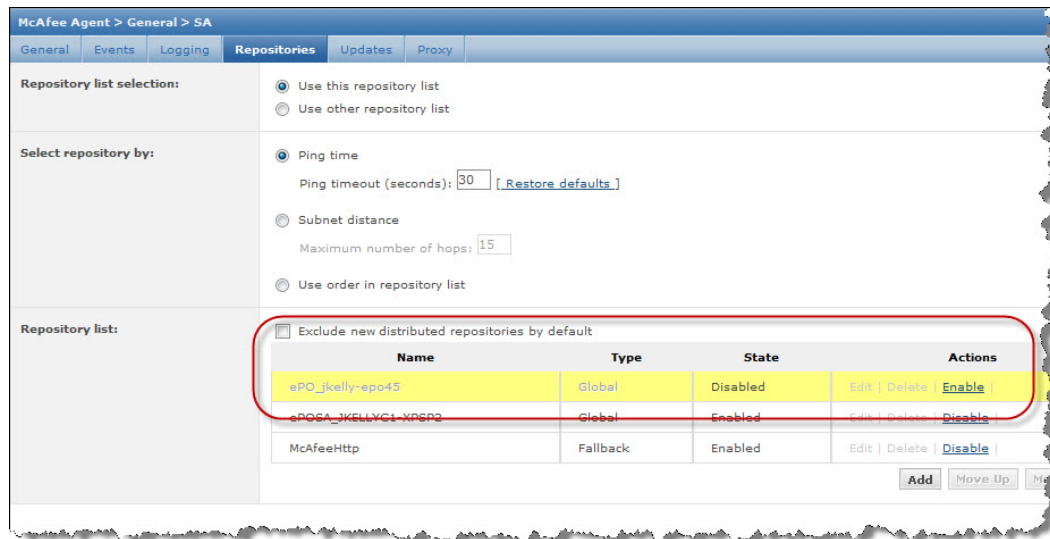 McAfee Agent > General > SA
General Events Logging Repositories Updates Proxy
Repository list selection:
Use this repository list
Use other repository list
Select repository by:
Ping time
Ping timeout (seconds): 30 [ Restore defaults ]
Subnet distance
Maximum number of hops: 15
Use order in repository list
Repository list:
Exclude new distributed repositories by default
Name Type State Actions
ePO_jkelly-epo45 Global Disabled Edit | Delete | Enable |
ePOSA_JKELLYC1-XPSP2 Global Enabled Edit | Delete | Disable |
McAfeeHttp Fallback Enabled Edit | Delete | Disable |
Add Move Up